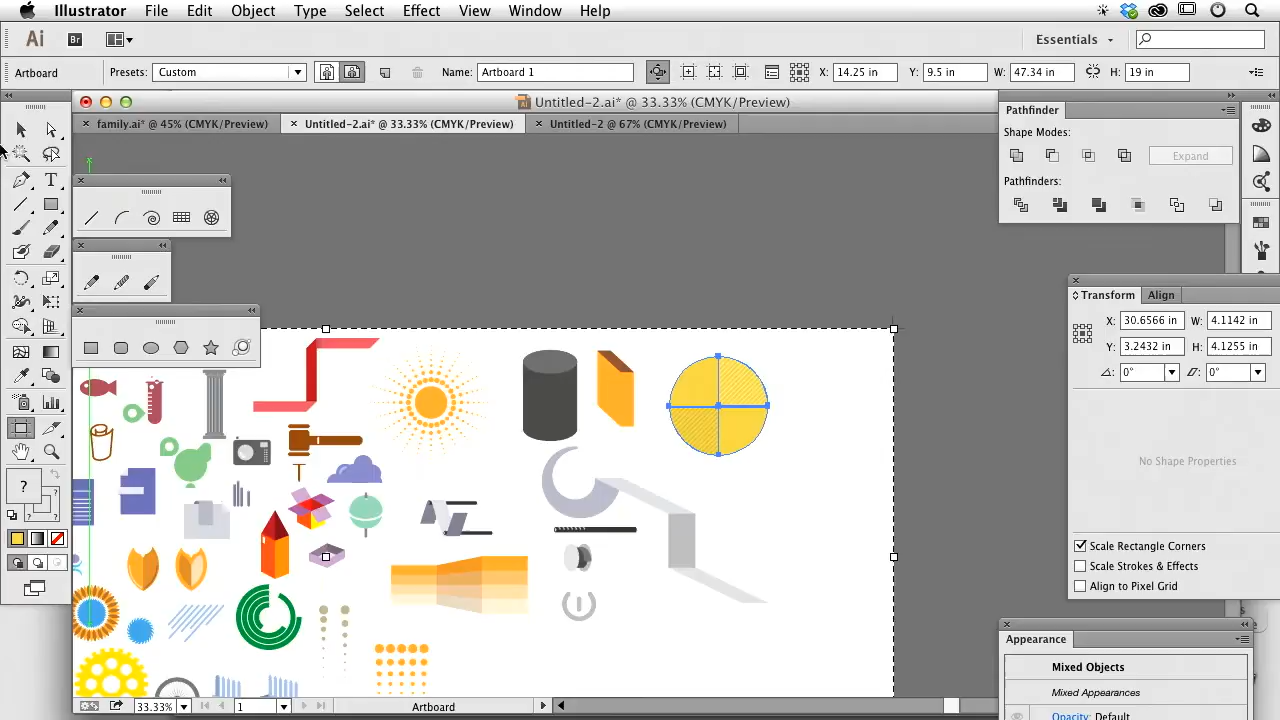 Illustrator File Edit Object Type Select Effect View Window Help
Ai Br Essentials
Artboard Presets: Custom Name: Artboard 1 X: 14.25 in Y: 9.5 in W: 47.34 in H: 19 in
Untitled-2.ai* @ 33.33% (CMYK/Preview)
family.ai* @ 45% (CMYK/Preview) Untitled-2.ai* @ 33.33% (CMYK/Preview) Untitled-2 @ 67% (CMYK/Preview)
Pathfinder
Shape Modes:
Expand
Pathfinders:
Transform Align
X: 30.6566 in W: 4.1142 in
Y: 3.2432 in H: 4.1255 in
0° 0°
No Shape Properties
?
Scale Rectangle Corners
Scale Strokes & Effects
Align to Pixel Grid
Appearance
Mixed Objects
Mixed Appearances
Opacity: Default
33.33% 1 Artboard